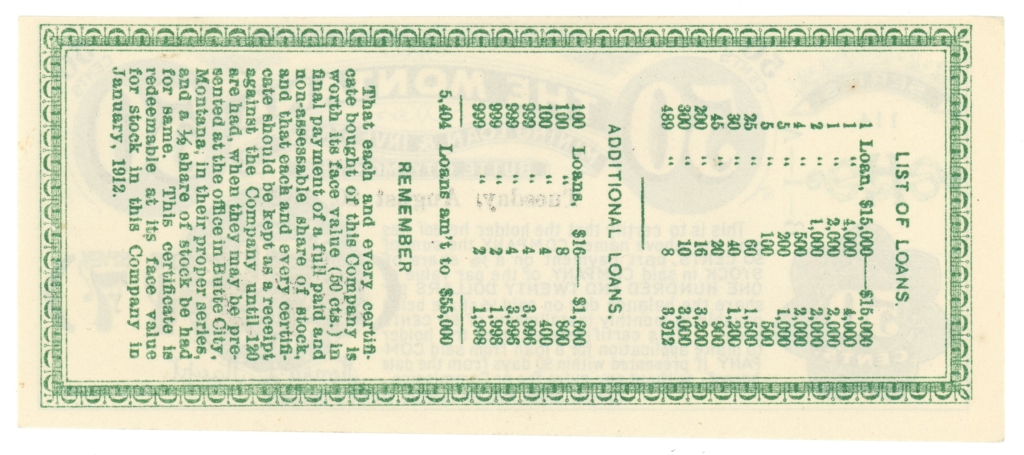 LIST OF LOANS.
1 Loan, $15,000—$15,000
1 " 4,000 4,000
1 " 2,000 2,000
2 " 1,000 2,000
4 " 500 2,000
5 " 200 1,000
5 " 100 500
25 " 60 1,500
30 " 40 1,200
45 " 20 900
200 " 16 3,200
300 " 10 3,000
489 " 8 3,912
ADDITIONAL LOANS.
100 Loans, $16 — $1,600
100 " 8 800
100 " 4 400
999 " 4 3,996
999 " 4 3,996
999 " 2 1,998
999 " 2 1,998
5,404 Loans am't to $55,000
REMEMBER
That each and every certifi-
cate bought of this Company is
worth its face value (50 cts.) in
final payment of a full paid and
non-assessable share of stock,
and that each and every certifi-
cate should be kept as a receipt
against the Company until 120
are had, when they may be pre-
sented at the office in Butte City,
Montana, in their proper series,
and a ½ share of stock be had
for same. This certificate is
redeemable at its face value
for stock in this Company in
January, 1912.